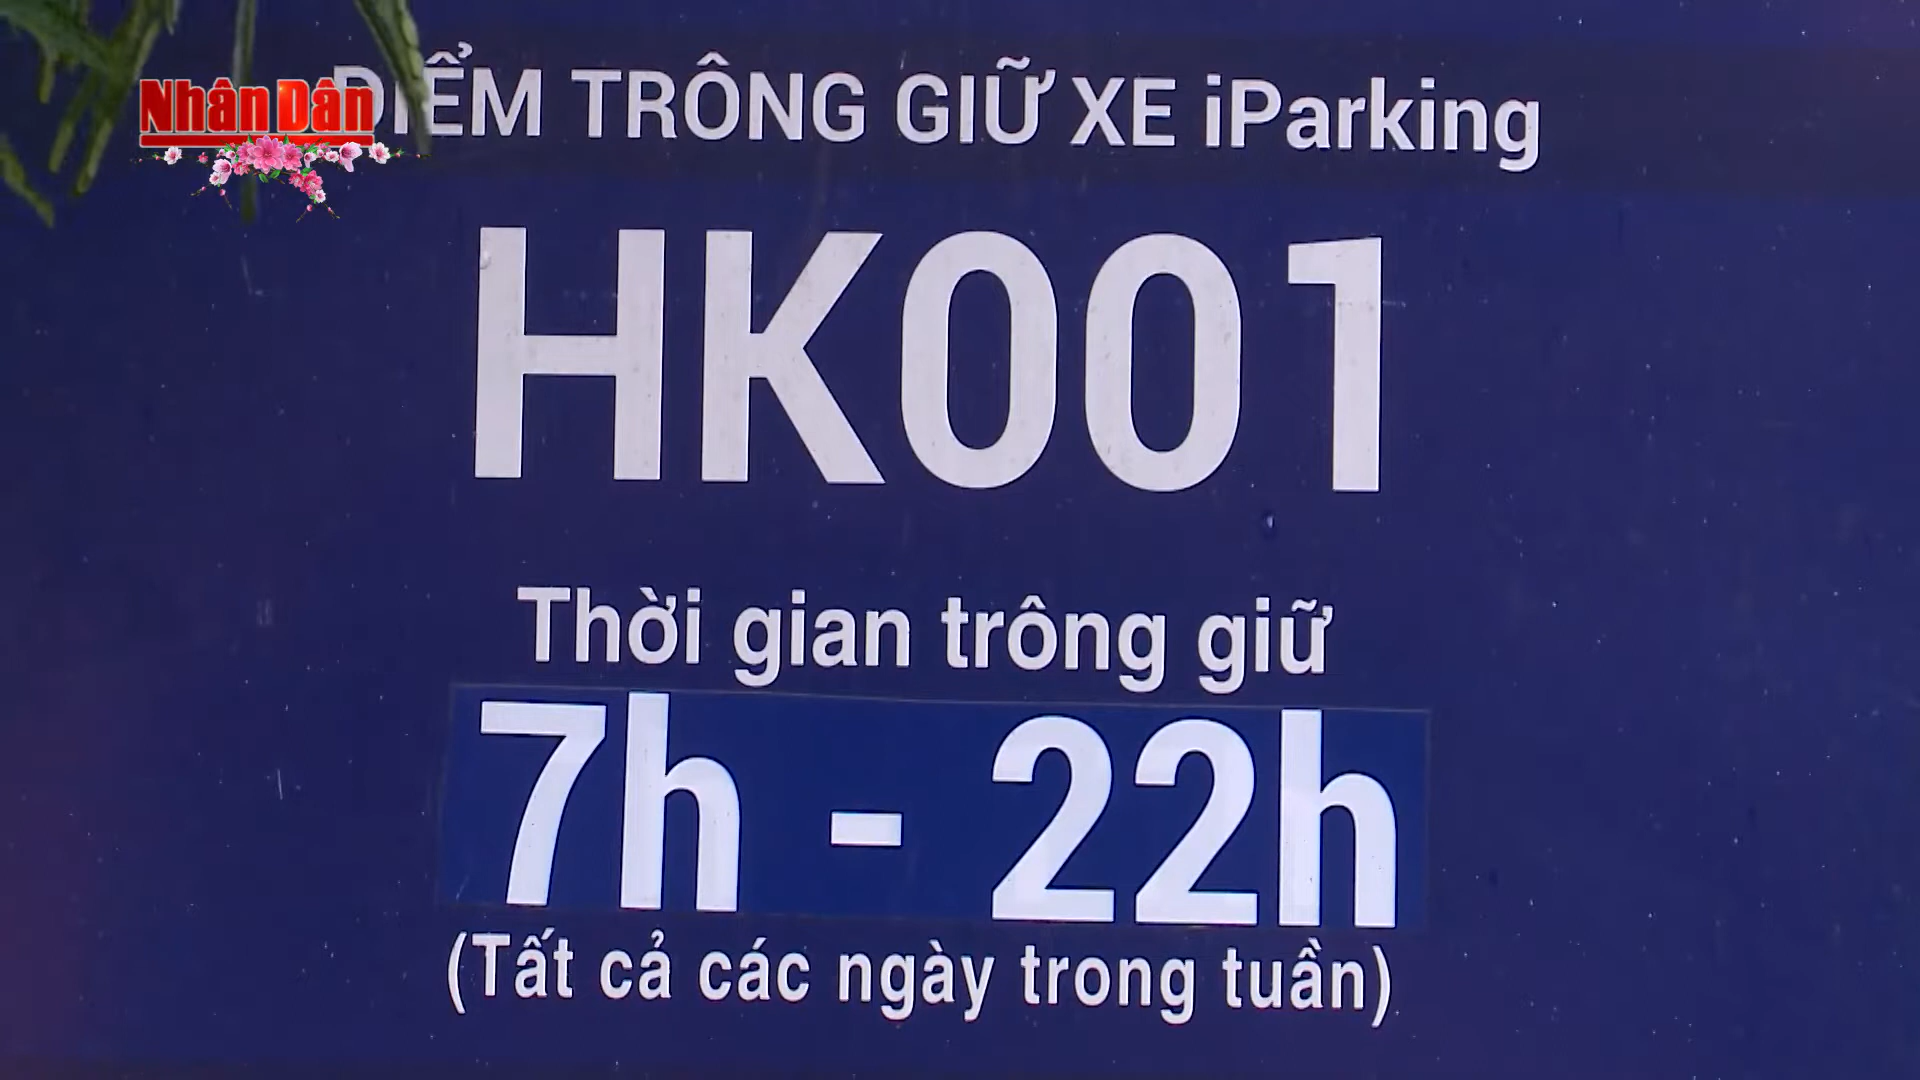 Nhân Dân
ĐIỂM TRÔNG GIỮ XE iParking
HK001
Thời gian trông giữ
7h - 22h
(Tất cả các ngày trong tuần)